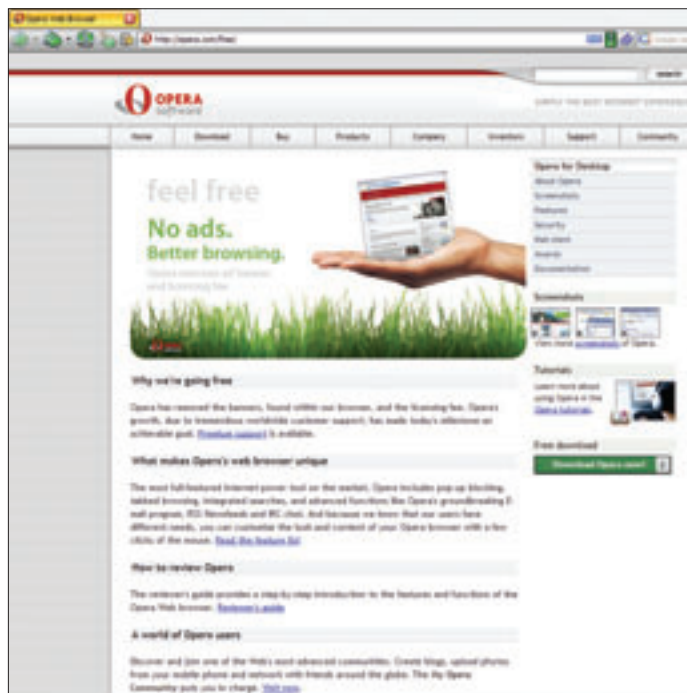 Opera Web Browser
http://opera.com/free/
search
OPERA
software
SIMPLY THE BEST INTERNET EXPERIENCE
Home Download Buy Products Company Investors Support Community
feel free
No ads.
Better browsing.
Opera removes ad banner
and licensing fee
Opera for Desktop
About Opera
Screenshots
Features
Security
Mail client
Awards
Documentation
Screenshots
View more screenshots of Opera.
Tutorials
Learn more about
using Opera in the
Opera tutorials.
Free download
Download Opera now!
Why we're going free
Opera has removed the banners, found within our browser, and the licensing fee. Opera's
growth, due to tremendous worldwide customer support, has made today's milestone an
achievable goal. Premium support is available.
What makes Opera's web browser unique
The most full-featured Internet power tool on the market, Opera includes pop-up blocking,
tabbed browsing, integrated searches, and advanced functions like Opera's groundbreaking E-
mail program, RSS Newsfeeds and IRC chat. And because we know that our users have
different needs, you can customize the look and content of your Opera browser with a few
clicks of the mouse. Read the feature list
How to review Opera
The reviewer's guide provides a step-by-step introduction to the features and functions of the
Opera Web browser. Reviewer's guide
A world of Opera users
Discover and join one of the Web's most advanced communities. Create blogs, upload photos
from your mobile phone and network with friends around the globe. The My Opera
Community puts you in charge. Visit now.